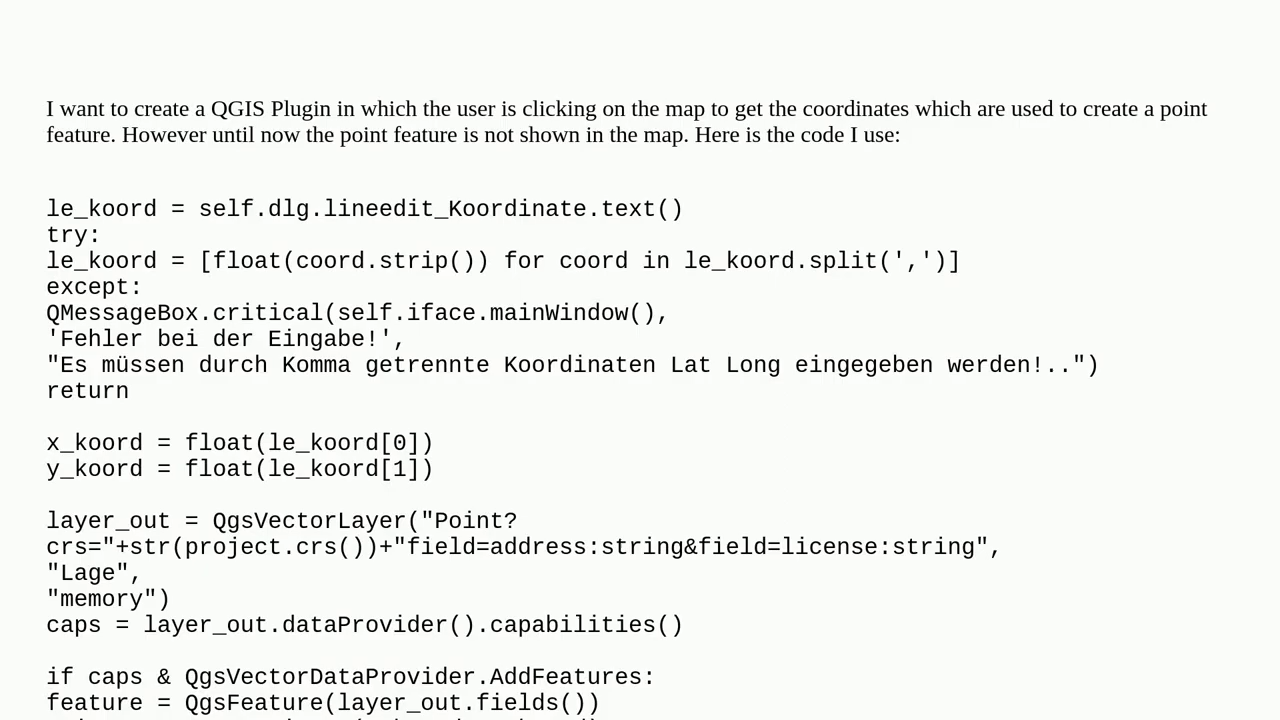 I want to create a QGIS Plugin in which the user is clicking on the map to get the coordinates which are used to create a point
feature. However until now the point feature is not shown in the map. Here is the code I use:
le_koord = self.dlg.lineedit_Koordinate.text()
try:
le_koord = [float(coord.strip()) for coord in le_koord.split(',')]
except:
QMessageBox.critical(self.iface.mainWindow(),
'Fehler bei der Eingabe!',
"Es müssen durch Komma getrennte Koordinaten Lat Long eingegeben werden!..")
return
x_koord = float(le_koord[0])
y_koord = float(le_koord[1])
layer_out = QgsVectorLayer("Point?
crs="+str(project.crs())+"field=address:string&field=license:string",
"Lage",
"memory")
caps = layer_out.dataProvider().capabilities()
if caps & QgsVectorDataProvider.AddFeatures:
feature = QgsFeature(layer_out.fields())